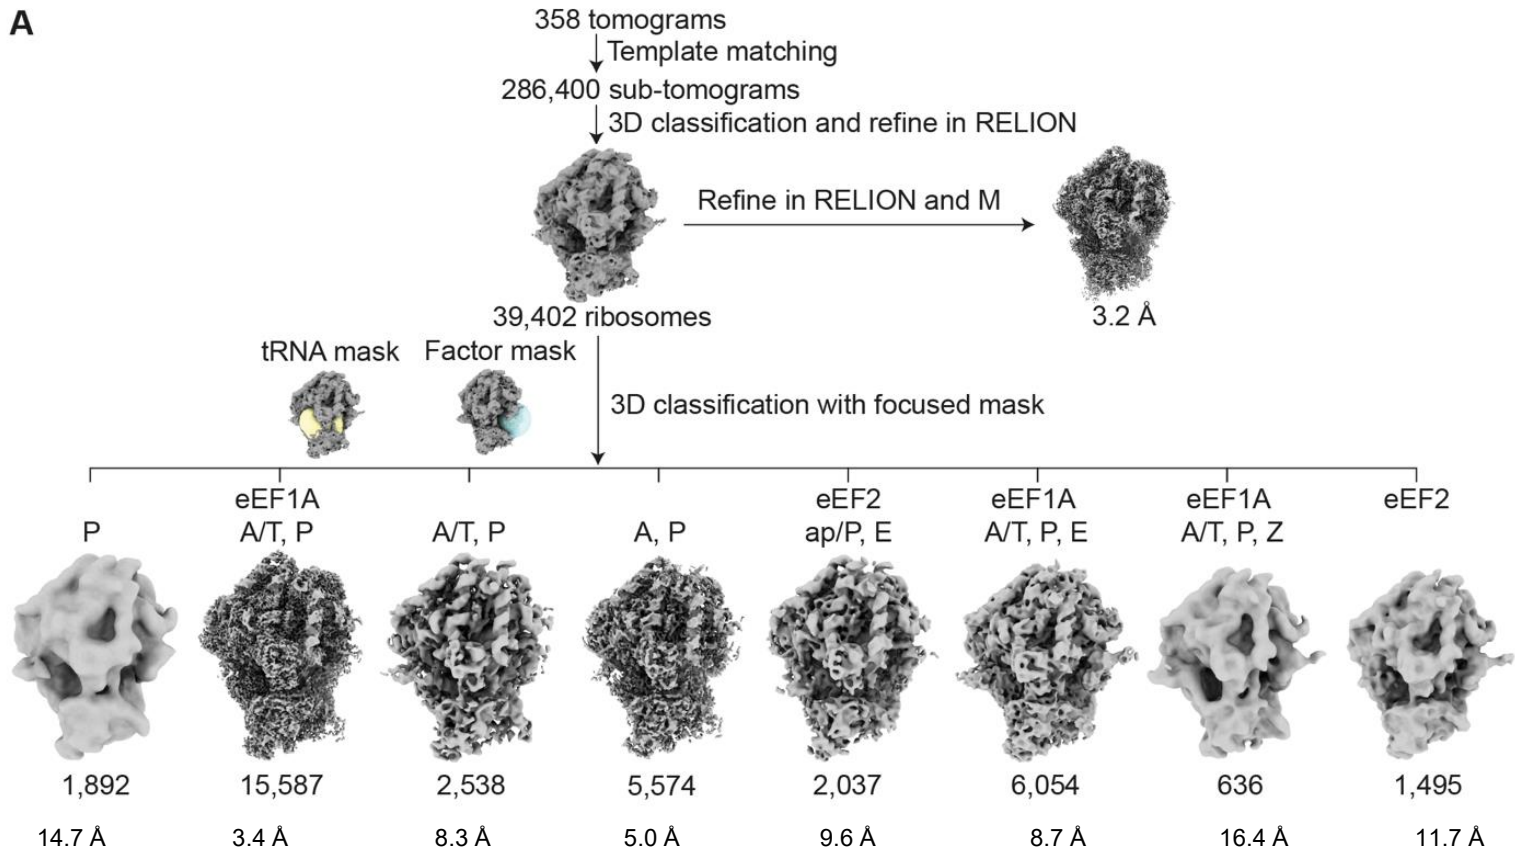 A
358 tomograms
Template matching
286,400 sub-tomograms
3D classification and refine in RELION
Refine in RELION and M
39,402 ribosomes
3.2 Å
tRNA mask
Factor mask
3D classification with focused mask
P
eEF1A
A/T, P
A/T, P
A, P
eEF2
ap/P, E
eEF1A
A/T, P, E
eEF1A
A/T, P, Z
eEF2
1,892
15,587
2,538
5,574
2,037
6,054
636
1,495
14.7 Å
3.4 Å
8.3 Å
5.0 Å
9.6 Å
8.7 Å
16.4 Å
11.7 Å